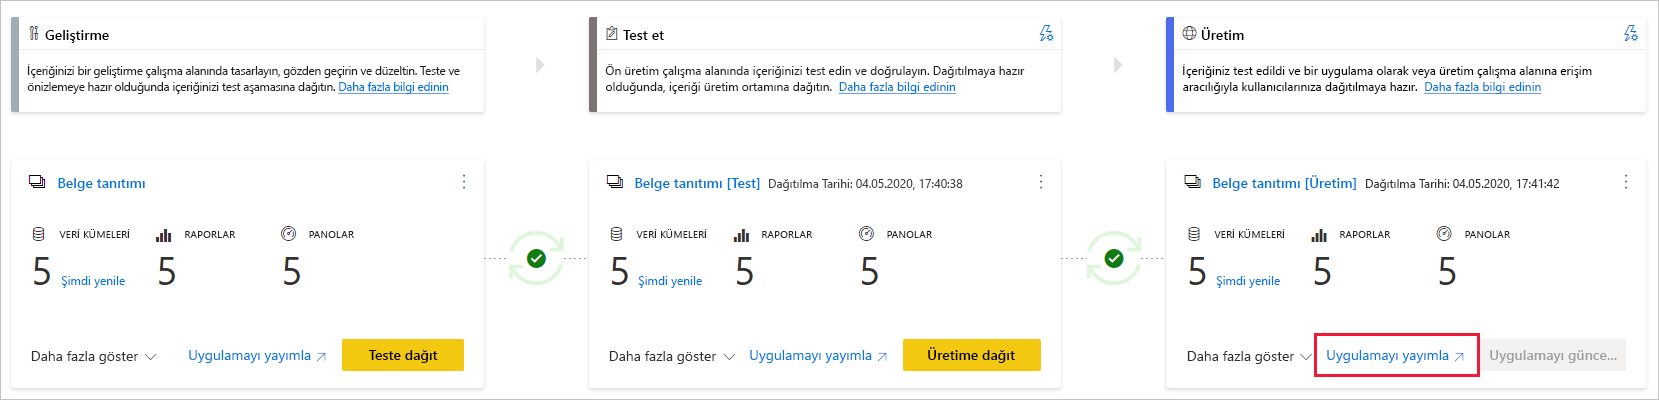 Geliştirme
İçeriğinizi bir geliştirme çalışma alanında tasarlayın, gözden geçirin ve düzeltin. Teste ve
önizlemeye hazır olduğunda içeriğinizi test aşamasına dağıtın. Daha fazla bilgi edinin
Test et
Ön üretim çalışma alanında içeriğinizi test edin ve doğrulayın. Dağıtılmaya hazır
olduğunda, içeriği üretim ortamına dağıtın. Daha fazla bilgi edinin
Üretim
İçeriğiniz test edildi ve bir uygulama olarak veya üretim çalışma alanına erişim
aracılığıyla kullanıcılarınıza dağıtılmaya hazır. Daha fazla bilgi edinin
Belge tanıtımı
VERİ KÜMELERİ RAPORLAR PANOLAR
5 Şimdi yenile 5 5
Daha fazla göster Uygulamayı yayımla Teste dağıt
Belge tanıtımı [Test] Dağıtılma Tarihi: 04.05.2020, 17:40:38
VERİ KÜMELERİ RAPORLAR PANOLAR
5 Şimdi yenile 5 5
Daha fazla göster Uygulamayı yayımla Üretime dağıt
Belge tanıtımı [Üretim] Dağıtılma Tarihi: 04.05.2020, 17:41:42
VERİ KÜMELERİ RAPORLAR PANOLAR
5 Şimdi yenile 5 5
Daha fazla göster Uygulamayı yayımla Uygulamayı günce...